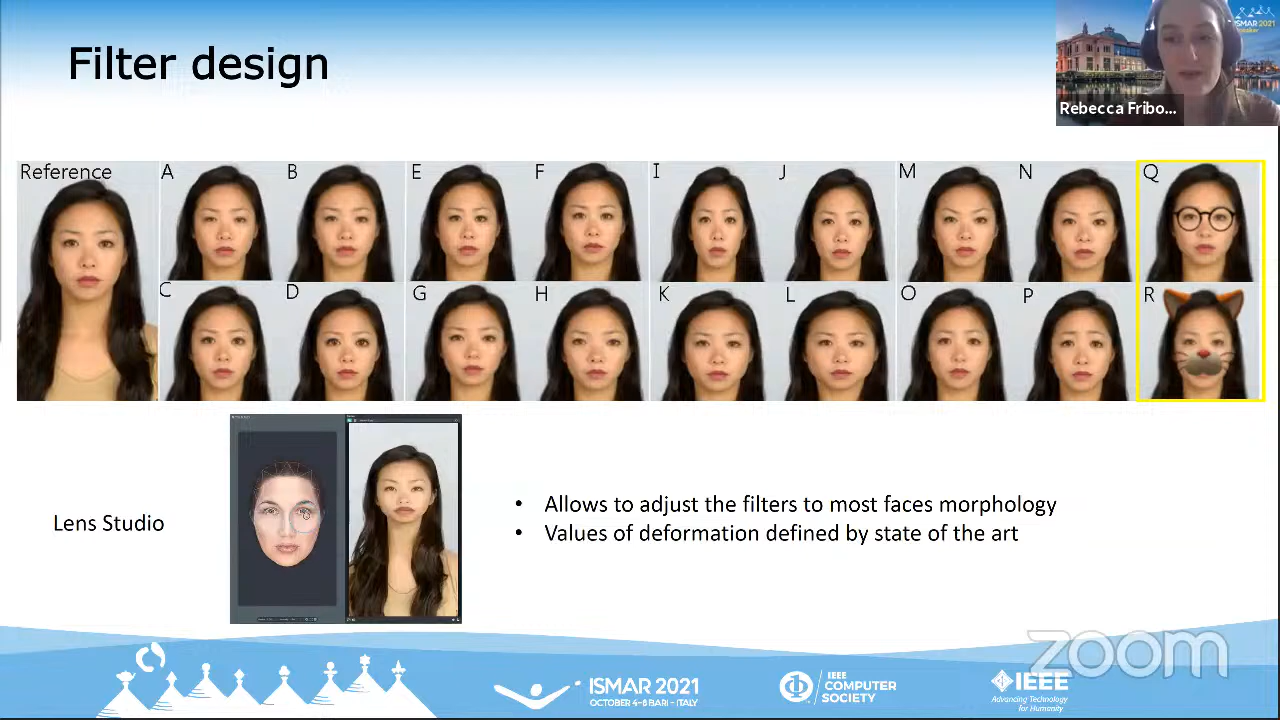 Filter design
ISMAR 2021
Rebecca Fribo...
Reference
A
B
E
F
I
J
M
N
Q
C
D
G
H
K
L
O
P
R
Lens Studio
• Allows to adjust the filters to most faces morphology
• Values of deformation defined by state of the art
zoom
ISMAR 2021
OCTOBER 4-8 BARI - ITALY
IEEE
COMPUTER
SOCIETY
IEEE
Advancing Technology
for Humanity